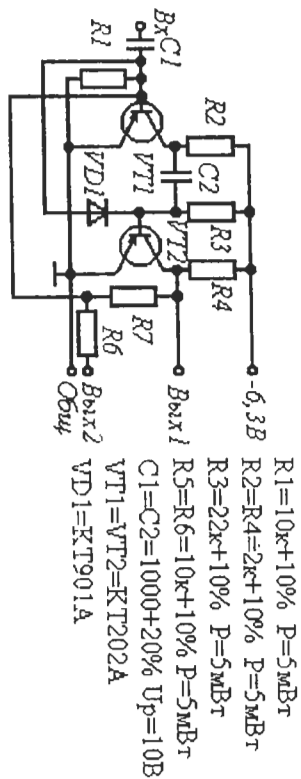 ВхC1
R1
R2
C2
VT1
VD1
VT2
R3
R4
R7
R6
-6,3В
Вых1
Вых2
Общ
R1=10к+10% P=5мВт
R2=R4=2к+10% P=5мВт
R3=22к+10% P=5мВт
R5=R6=10к+10% P=5мВт
C1=C2=1000+20% Up=10В
VT1=VT2=КТ202А
VD1=КТ901А